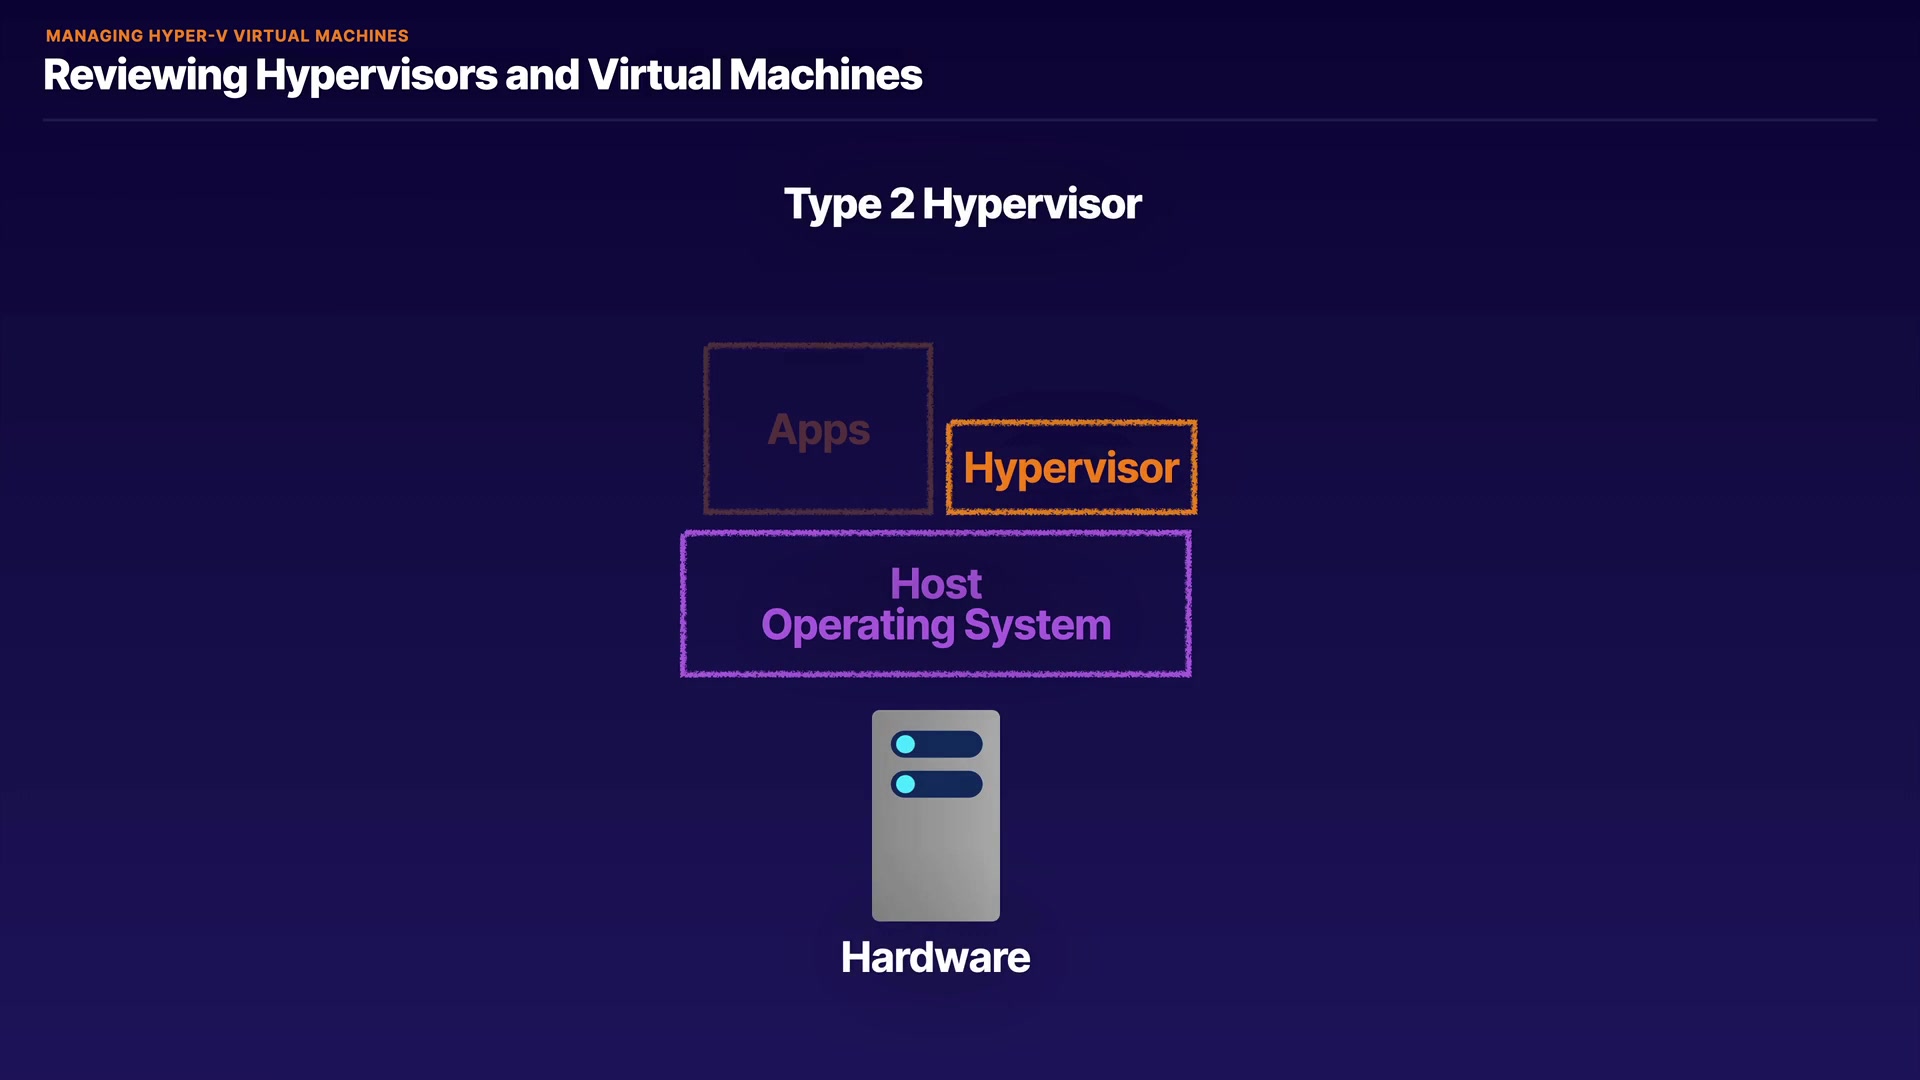 MANAGING HYPER-V VIRTUAL MACHINES
Reviewing Hypervisors and Virtual Machines
Type 2 Hypervisor
Apps
Hypervisor
Host
Operating System
Hardware